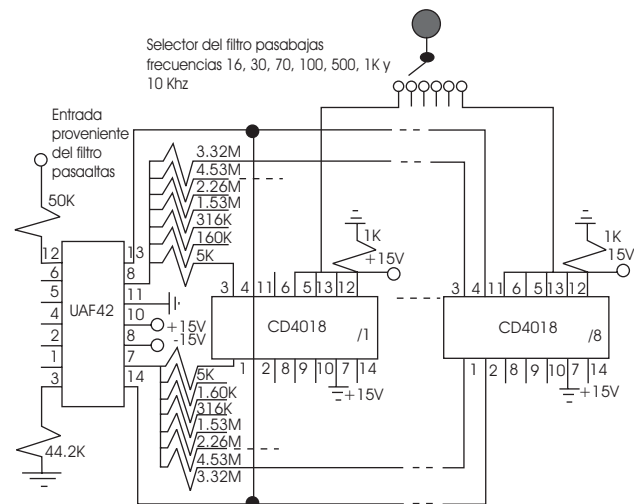 Selector del filtro pasabajas
frecuencias 16, 30, 70, 100, 500, 1K y
10 Khz
Entrada
proveniente
del filtro
pasaaltas
50K
3.32M
4.53M
2.26M
1.53M
316K
160K
5K
12
6
5
4
2
1
3
UAF42
13
8
11
10
8
7
14
+15V
-15V
44.2K
5K
1.60K
316K
1.53M
2.26M
4.53M
3.32M
1K
+15V
3 4 11 6 5 13 12
CD4018
/1
1 2 8 9 10 7 14
+15V
1K
15V
3 4 11 6 5 13 12
CD4018
/8
1 2 8 9 10 7 14
+15V